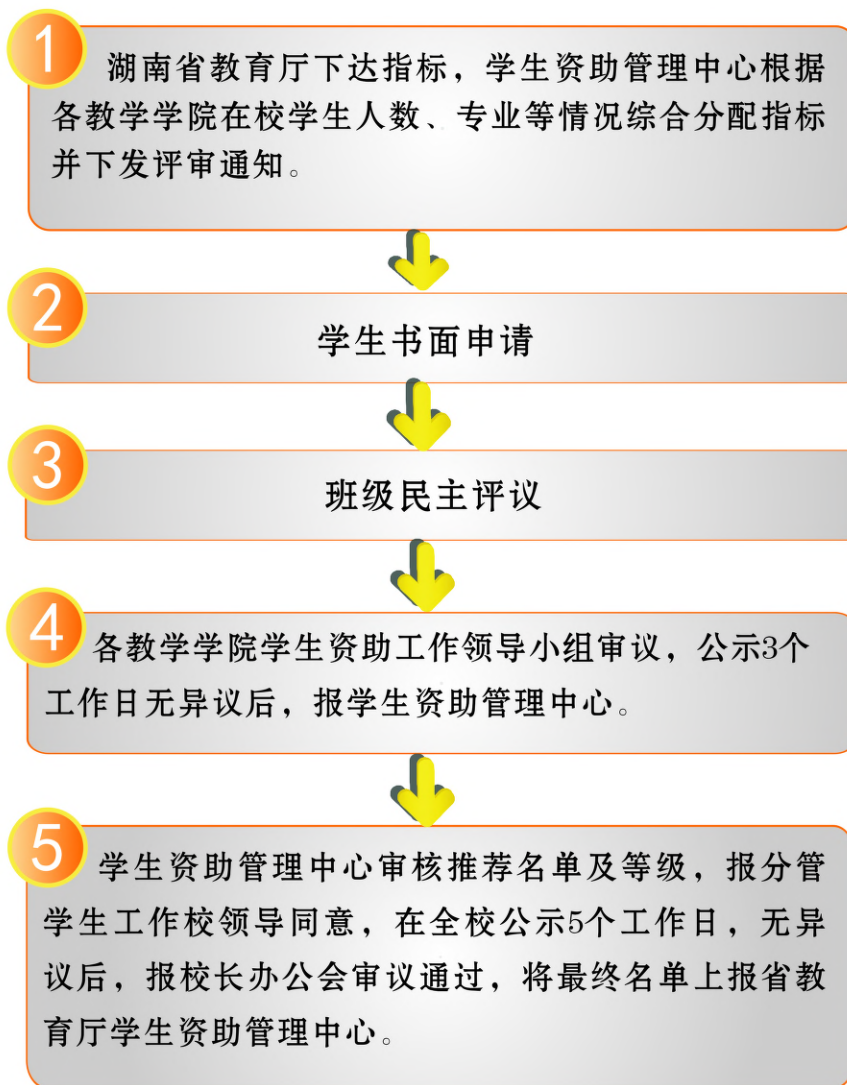 1
湖南省教育厅下达指标，学生资助管理中心根据
各教学学院在校学生人数、专业等情况综合分配指标
并下发评审通知。
2
学生书面申请
3
班级民主评议
4
各教学学院学生资助工作领导小组审议，公示3个
工作日无异议后，报学生资助管理中心。
5
学生资助管理中心审核推荐名单及等级，报分管
学生工作校领导同意，在全校公示5个工作日，无异
议后，报校长办公会审议通过，将最终名单上报省教
育厅学生资助管理中心。